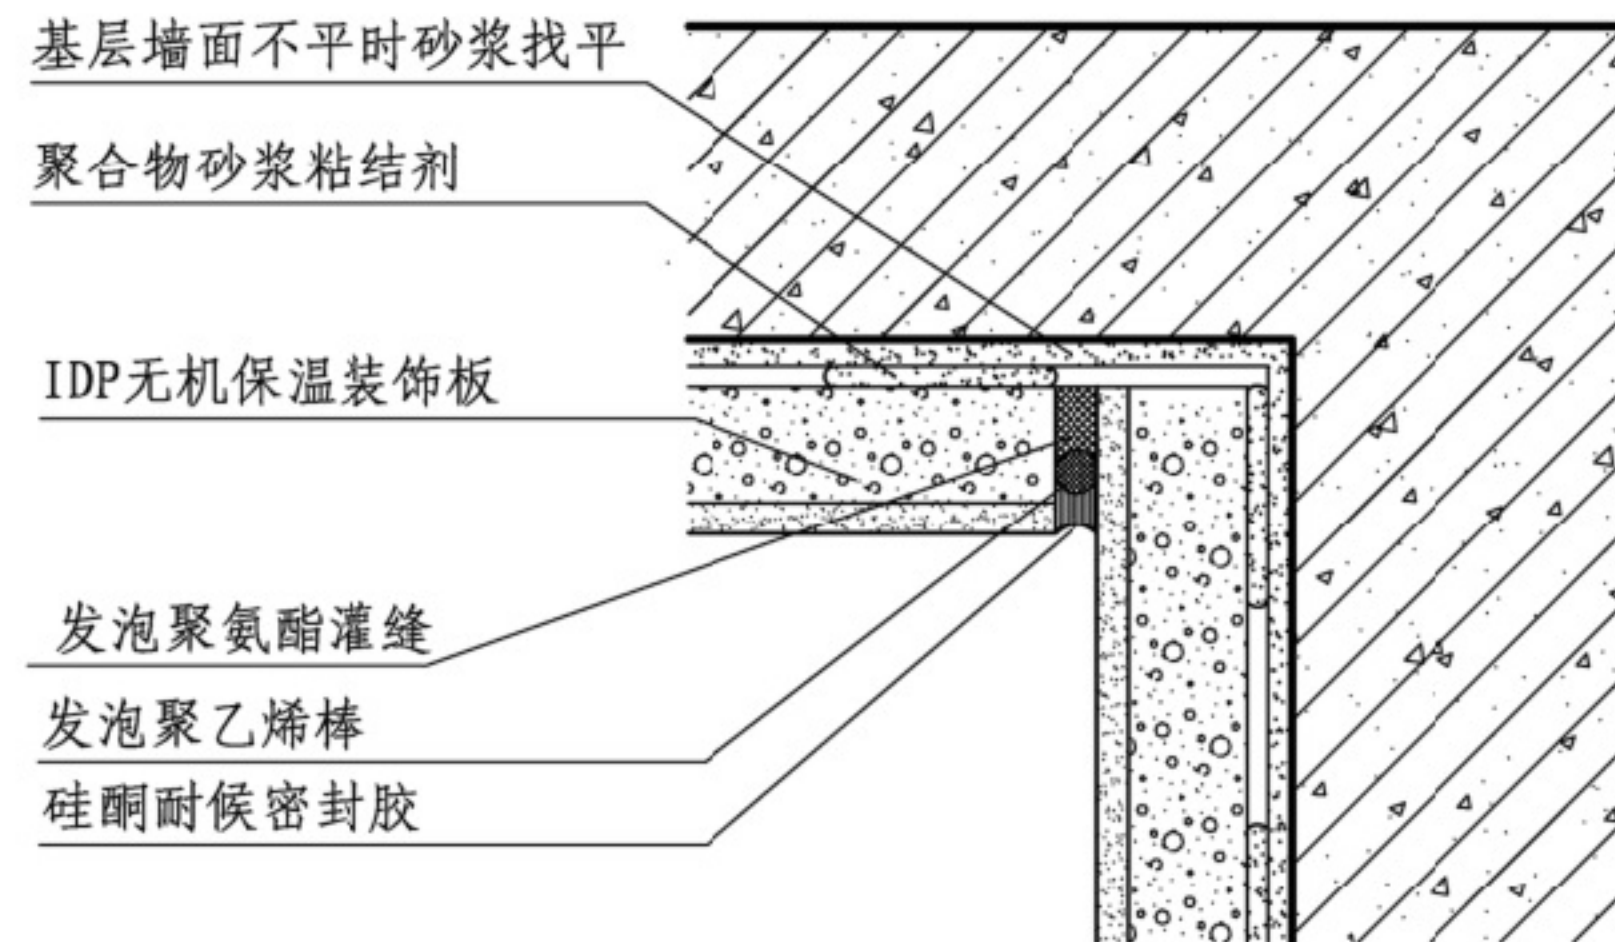 基层墙面不平时砂浆找平
聚合物砂浆粘结剂
IDP无机保温装饰板
发泡聚氨酯灌缝
发泡聚乙烯棒
硅酮耐候密封胶